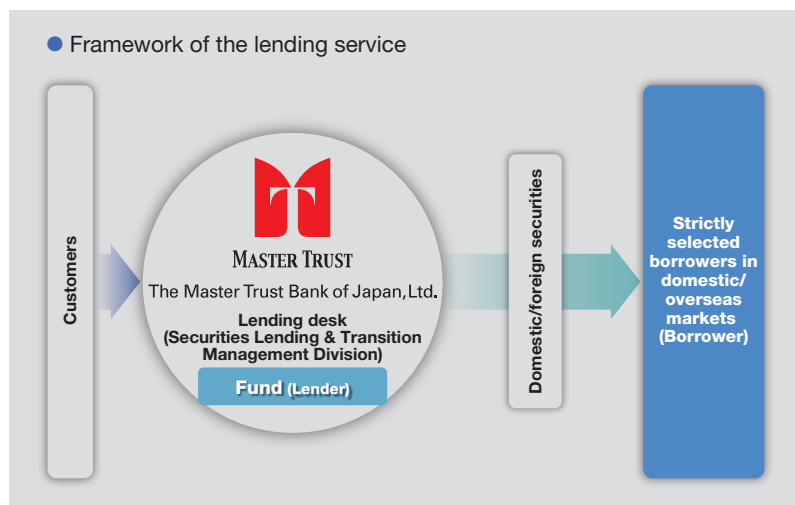 Framework of the lending service
Customers
MASTER TRUST
The Master Trust Bank of Japan,Ltd.
Lending desk
(Securities Lending & Transition
Management Division)
Fund (Lender)
Domestic/foreign securities
Strictly
selected
borrowers in
domestic/
overseas
markets
(Borrower)